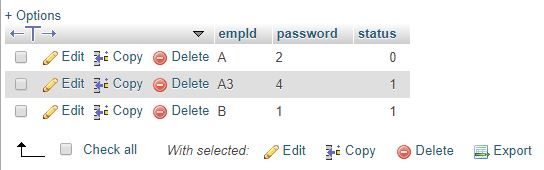 + Options
empId password status
Edit Copy Delete A 2 0
Edit Copy Delete A3 4 1
Edit Copy Delete B 1 1
Check all With selected: Edit Copy Delete Export